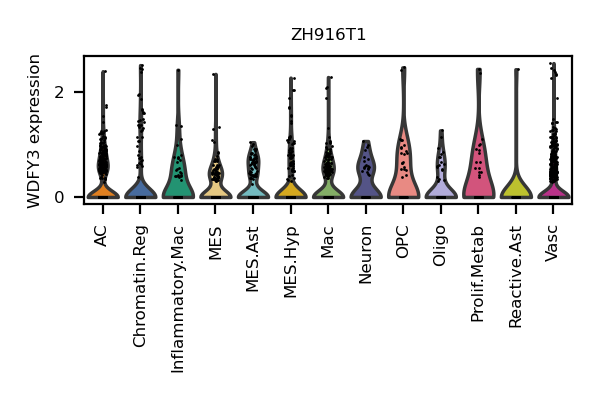 ZH916T1
WDFY3 expression
2
0
AC
Chromatin.Reg
Inflammatory.Mac
MES
MES.Ast
MES.Hyp
Mac
Neuron
OPC
Oligo
Prolif.Metab
Reactive.Ast
Vasc